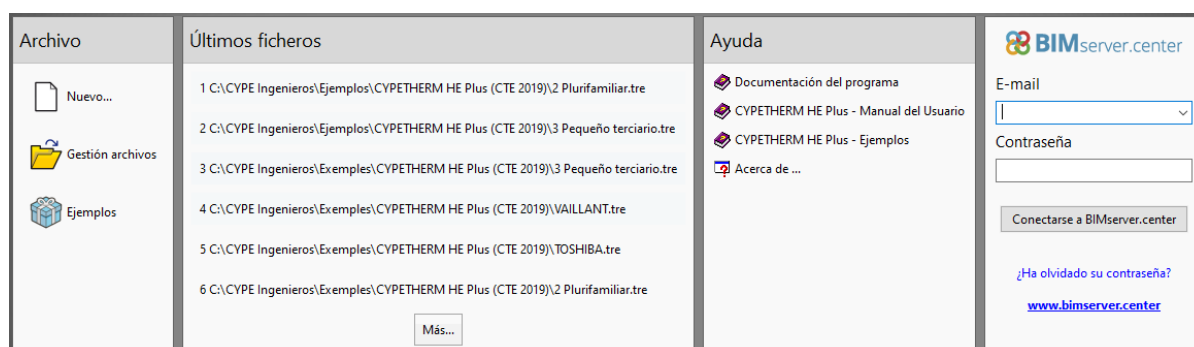 Archivo
Nuevo...
Gestión archivos
Ejemplos
Últimos ficheros
1 C:\CYPE Ingenieros\Ejemplos\CYPETHERM HE Plus (CTE 2019)\2 Plurifamiliar.tre
2 C:\CYPE Ingenieros\Ejemplos\CYPETHERM HE Plus (CTE 2019)\3 Pequeño terciario.tre
3 C:\CYPE Ingenieros\Exemples\CYPETHERM HE Plus (CTE 2019)\3 Pequeño terciario.tre
4 C:\CYPE Ingenieros\Exemples\CYPETHERM HE Plus (CTE 2019)\VAILLANT.tre
5 C:\CYPE Ingenieros\Exemples\CYPETHERM HE Plus (CTE 2019)\TOSHIBA.tre
6 C:\CYPE Ingenieros\Exemples\CYPETHERM HE Plus (CTE 2019)\2 Plurifamiliar.tre
Más...
Ayuda
Documentación del programa
CYPETHERM HE Plus - Manual del Usuario
CYPETHERM HE Plus - Ejemplos
Acerca de ...
BIMserver.center
E-mail
Contraseña
Conectarse a BIMserver.center
¿Ha olvidado su contraseña?
www.bimserver.center